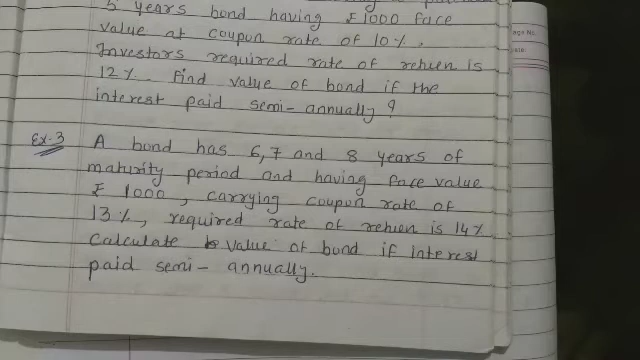 5 years bond having ₹1000 face
value at coupon rate of 10%.
Investors required rate of rehien is
12%. Find value of bond if the
interest paid semi-annually?
Ex-3 A bond has 6,7 and 8 years of
maturity period and having face value
₹ 1000, carrying coupon rate of
13%, required rate of rehien is 14%
Calculate value of bond if interest
paid semi- annually.